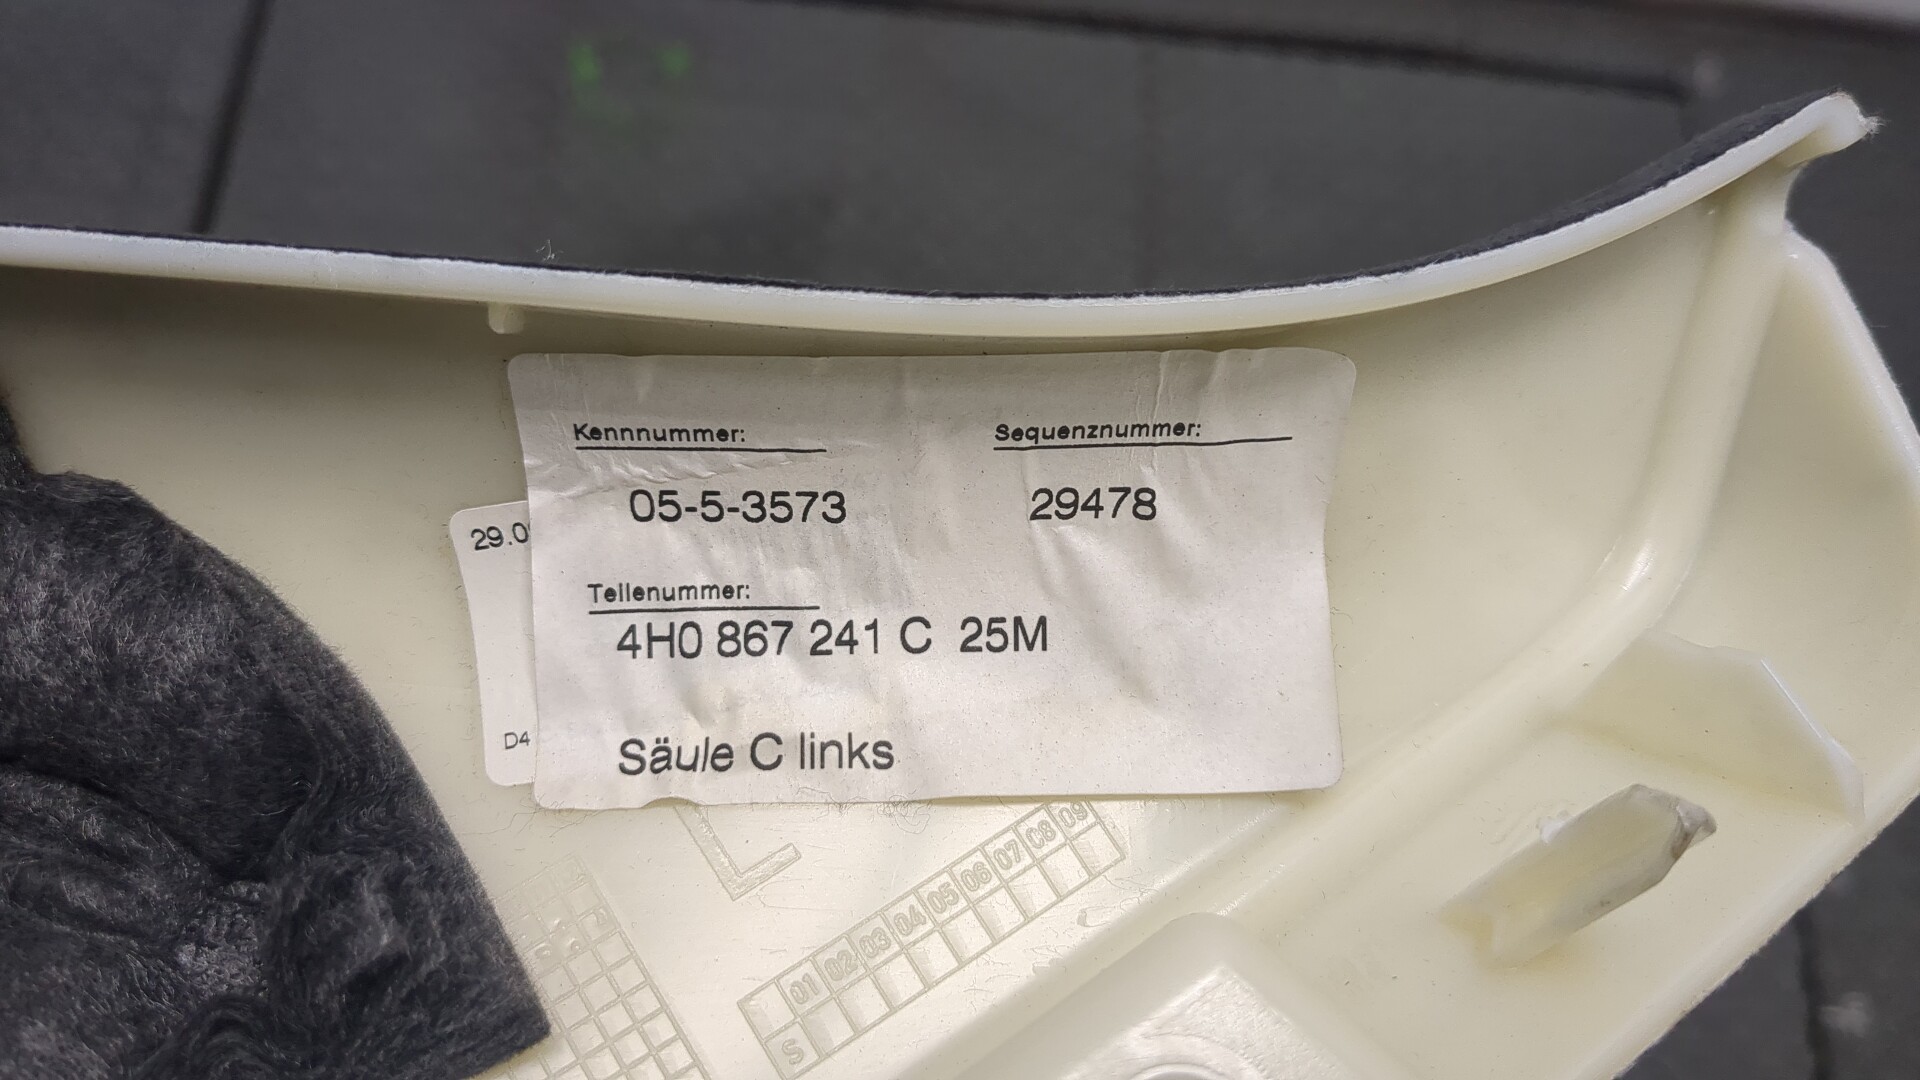 Kennnummer: Sequenznummer:
05-5-3573 29478
29.0
Teilenummer:
4H0 867 241 C 25M
D4
Säule C links
L
01 02 03 04 05 06 07 08 09
S